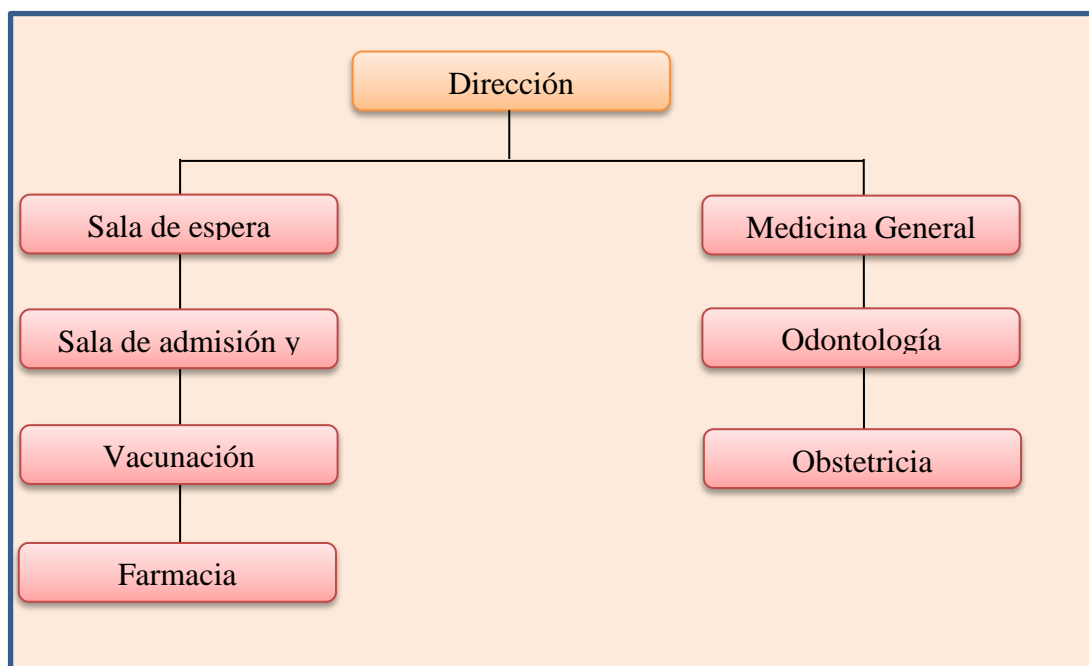 Dirección
Sala de espera
Medicina General
Sala de admisión y
Odontología
Vacunación
Obstetricia
Farmacia